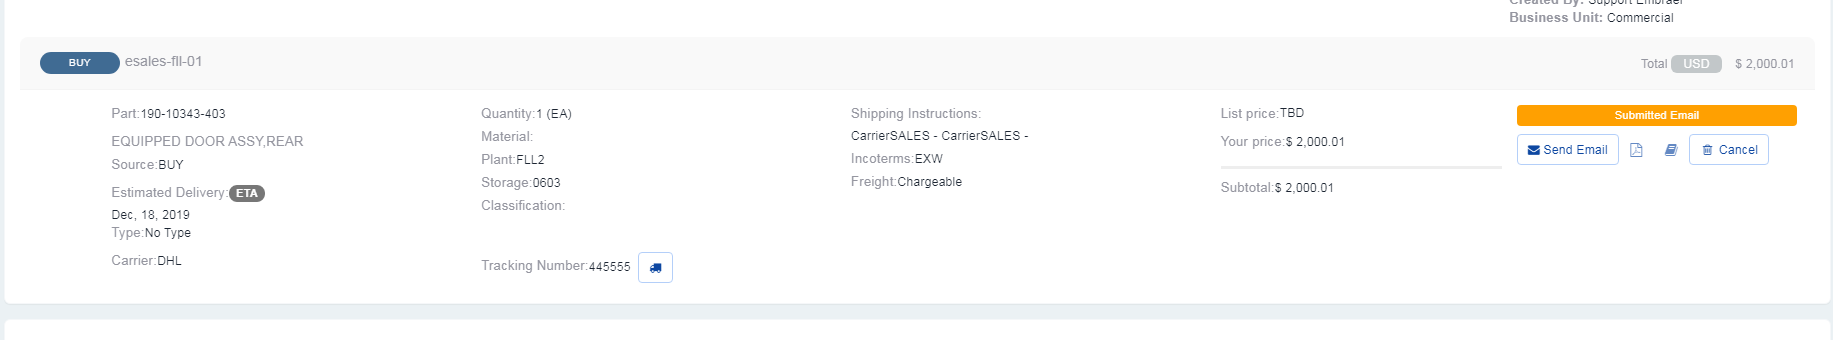 Created By: Support Embraer
Business Unit: Commercial
BUY esales-fll-01
Total USD $ 2,000.01
Part:190-10343-403
EQUIPPED DOOR ASSY,REAR
Source:BUY
Estimated Delivery: ETA
Dec, 18, 2019
Type:No Type
Carrier:DHL
Quantity:1 (EA)
Material:
Plant:FLL2
Storage:0603
Classification:
Tracking Number:445555
Shipping Instructions:
CarrierSALES - CarrierSALES -
Incoterms:EXW
Freight:Chargeable
List price:TBD
Your price:$ 2,000.01
Subtotal:$ 2,000.01
Submitted Email
Send Email
Cancel